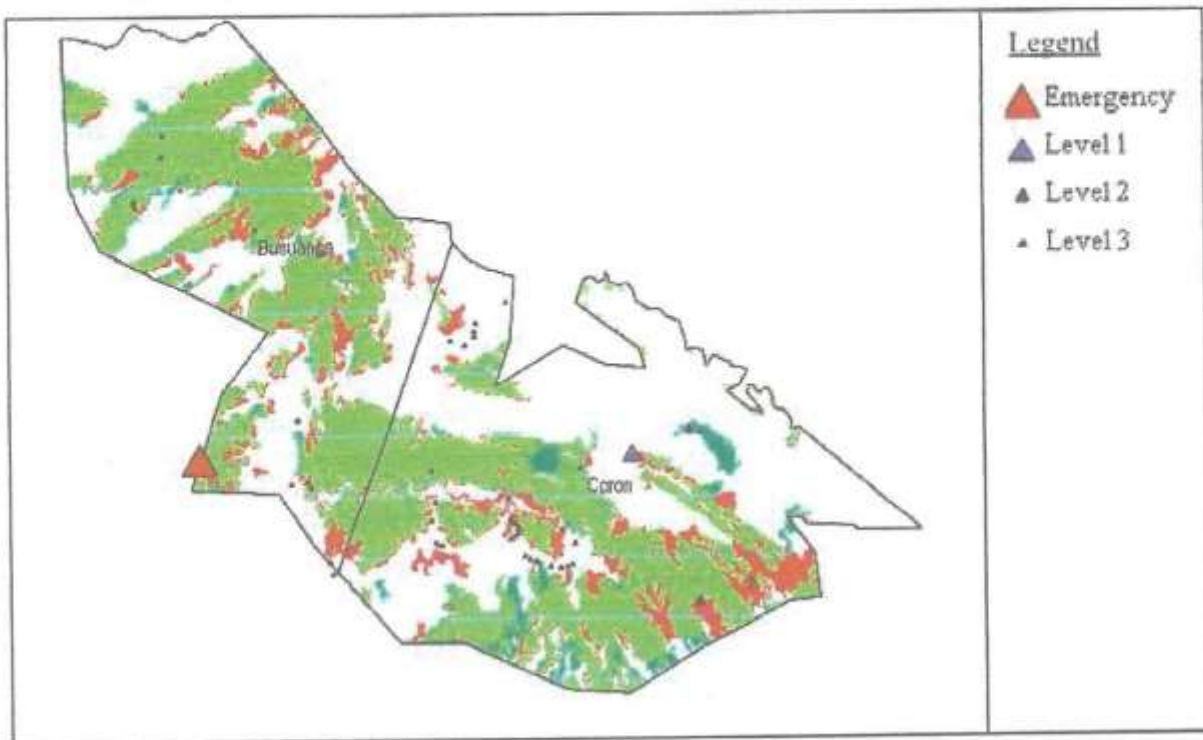 Legend
Emergency
Level 1
Level 2
Level 3
Busuanga
Coron